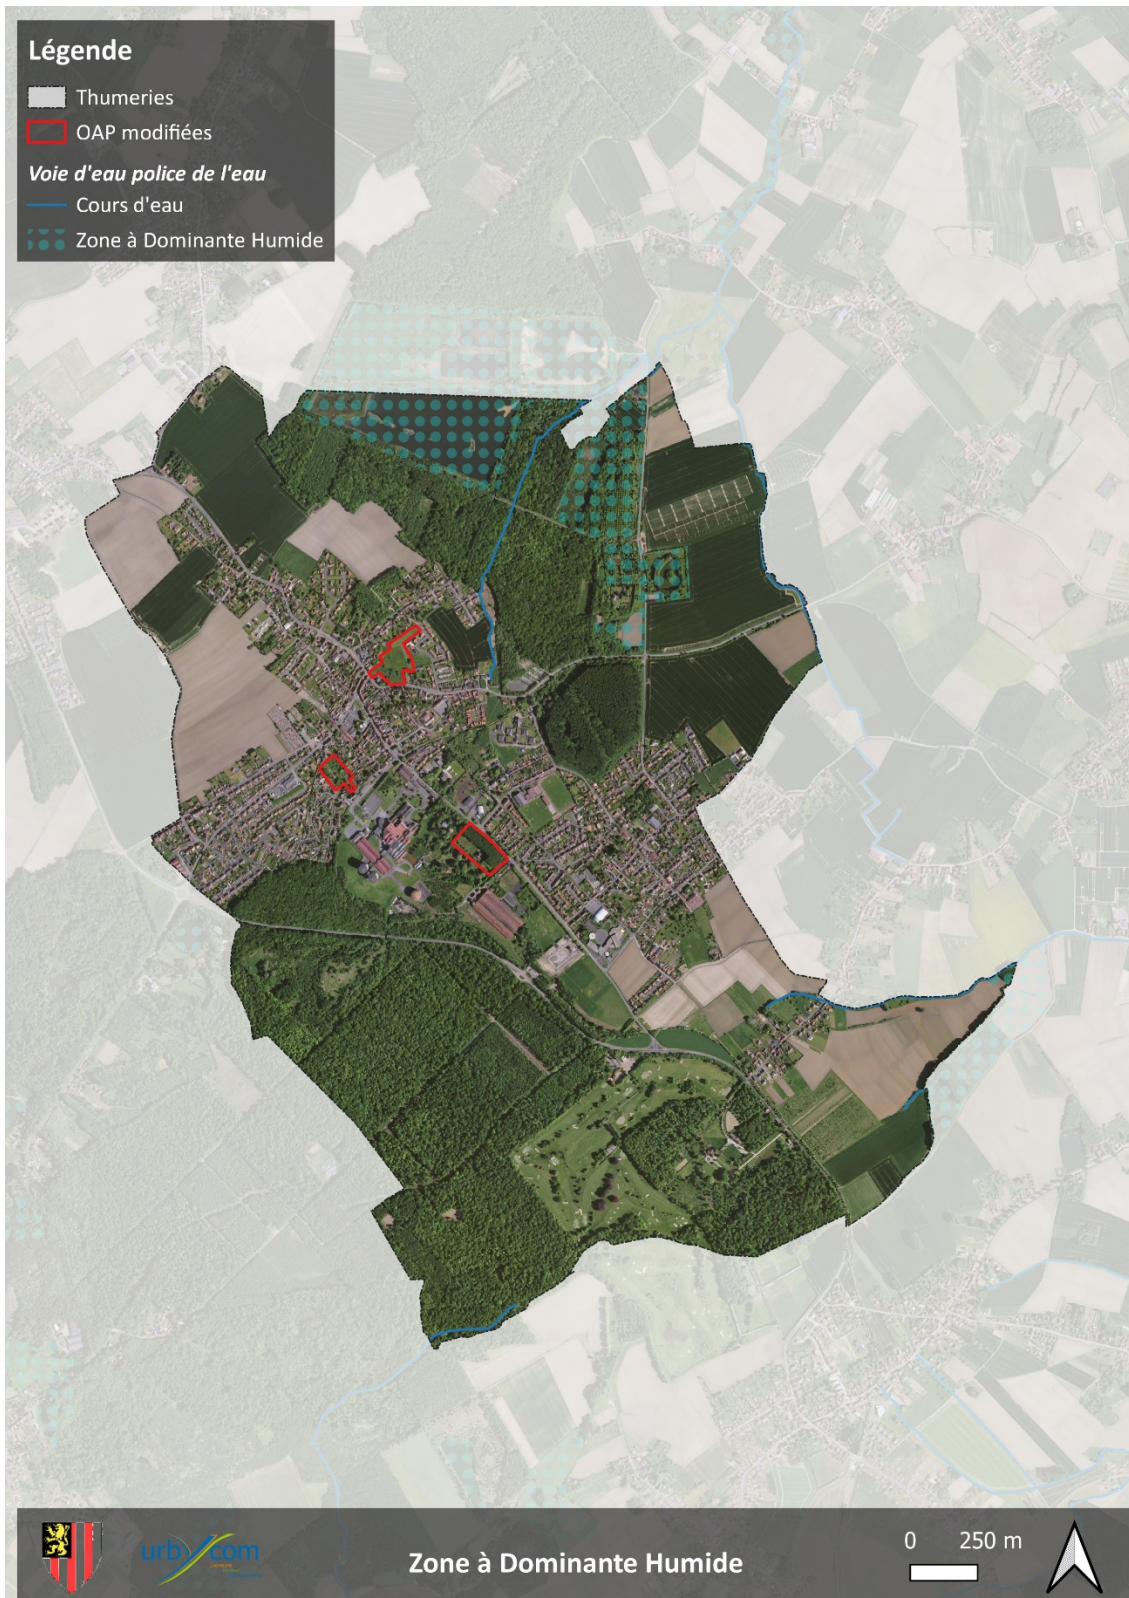 Légende
Thumeries
OAP modifiées
Voie d'eau police de l'eau
Cours d'eau
Zone à Dominante Humide
urbycom
Zone à Dominante Humide
0 250 m